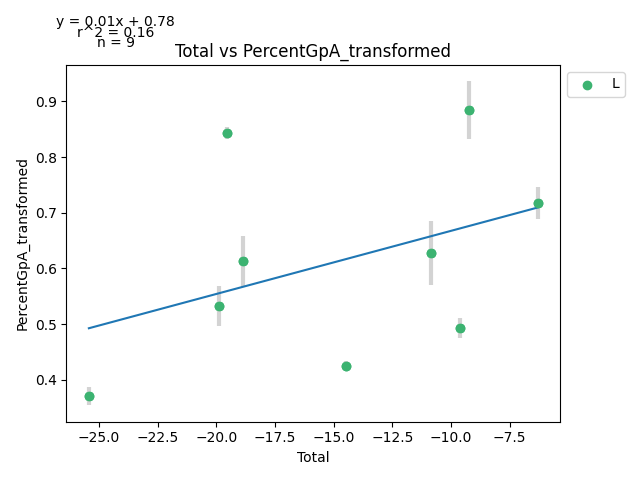 y = 0.01x + 0.78
r^2 = 0.16
n = 9
Total vs PercentGpA_transformed
L
PercentGpA_transformed
0.9
0.8
0.7
0.6
0.5
0.4
−25.0 −22.5 −20.0 −17.5 −15.0 −12.5 −10.0 −7.5
Total